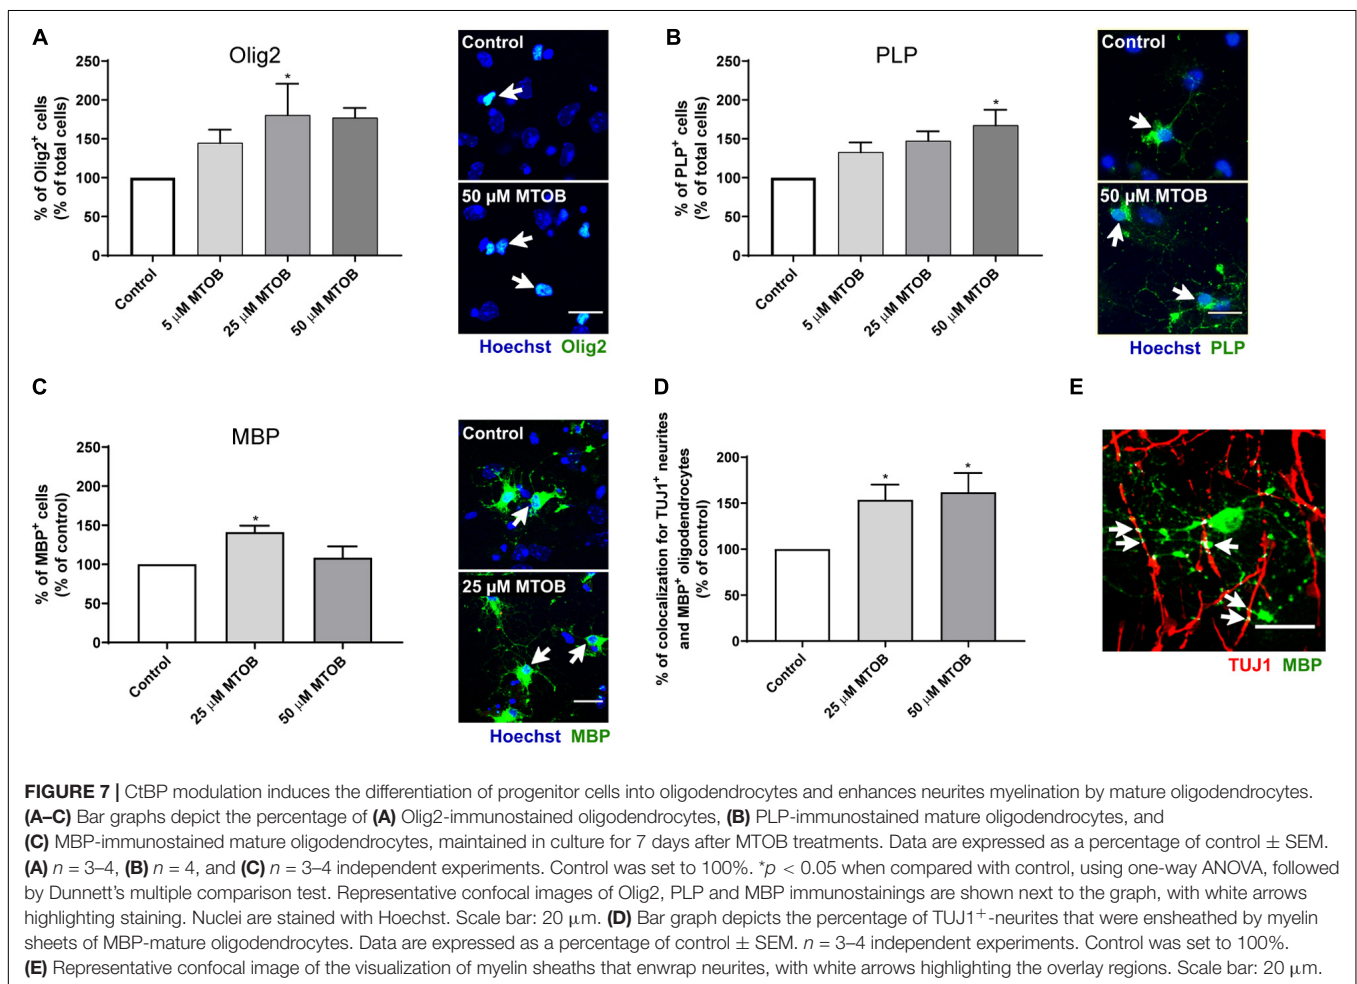 A
Olig2
% of Olig2+ cells
(% of total cells)
250
200
150
100
50
0
*
Control
5 μM MTOB
25 μM MTOB
50 μM MTOB
Control
50 μM MTOB
Hoechst Olig2
B
PLP
% of PLP+ cells
(% of total cells)
250
200
150
100
50
0
*
Control
5 μM MTOB
25 μM MTOB
50 μM MTOB
Control
50 μM MTOB
Hoechst PLP
C
MBP
% of MBP+ cells
(% of control)
250
200
150
100
50
0
*
Control
25 μM MTOB
50 μM MTOB
Control
25 μM MTOB
Hoechst MBP
D
% of colocalization for TUJ1+ neurites
and MBP+ oligodendrocytes
(% of control)
200
150
100
50
0
*
*
Control
25 μM MTOB
50 μM MTOB
E
TUJ1 MBP
FIGURE 7 | CtBP modulation induces the differentiation of progenitor cells into oligodendrocytes and enhances neurites myelination by mature oligodendrocytes.
(A–C) Bar graphs depict the percentage of (A) Olig2-immunostained oligodendrocytes, (B) PLP-immunostained mature oligodendrocytes, and
(C) MBP-immunostained mature oligodendrocytes, maintained in culture for 7 days after MTOB treatments. Data are expressed as a percentage of control ± SEM.
(A) n = 3–4, (B) n = 4, and (C) n = 3–4 independent experiments. Control was set to 100%. *p < 0.05 when compared with control, using one-way ANOVA, followed
by Dunnett's multiple comparison test. Representative confocal images of Olig2, PLP and MBP immunostainings are shown next to the graph, with white arrows
highlighting staining. Nuclei are stained with Hoechst. Scale bar: 20 μm. (D) Bar graph depicts the percentage of TUJ1+-neurites that were ensheathed by myelin
sheets of MBP-mature oligodendrocytes. Data are expressed as a percentage of control ± SEM. n = 3–4 independent experiments. Control was set to 100%.
(E) Representative confocal image of the visualization of myelin sheaths that enwrap neurites, with white arrows highlighting the overlay regions. Scale bar: 20 μm.